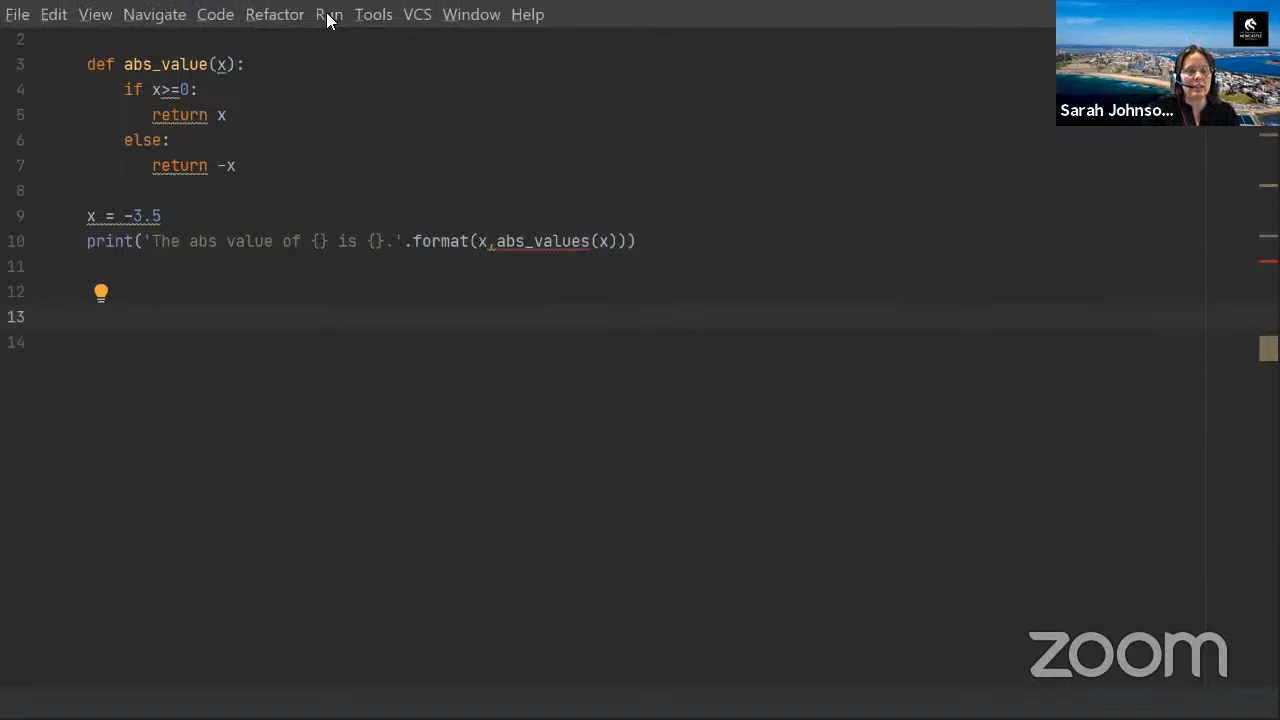 File Edit View Navigate Code Refactor Run Tools VCS Window Help
2
3 def abs_value(x):
4 if x>=0:
5 return x
6 else:
7 return -x
8
9 x = -3.5
10 print('The abs value of {} is {}.'.format(x,abs_values(x)))
11
12
13
14
NEWCASTLE
Sarah Johnso...
zoom